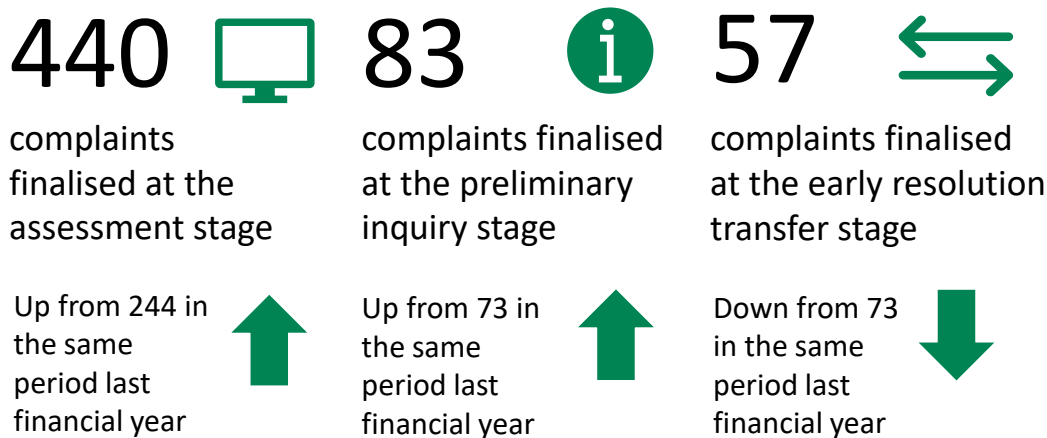 440
complaints
finalised at the
assessment stage
Up from 244 in
the same
period last
financial year
83
complaints finalised
at the preliminary
inquiry stage
Up from 73 in
the same
period last
financial year
57
complaints finalised
at the early resolution
transfer stage
Down from 73
in the same
period last
financial year